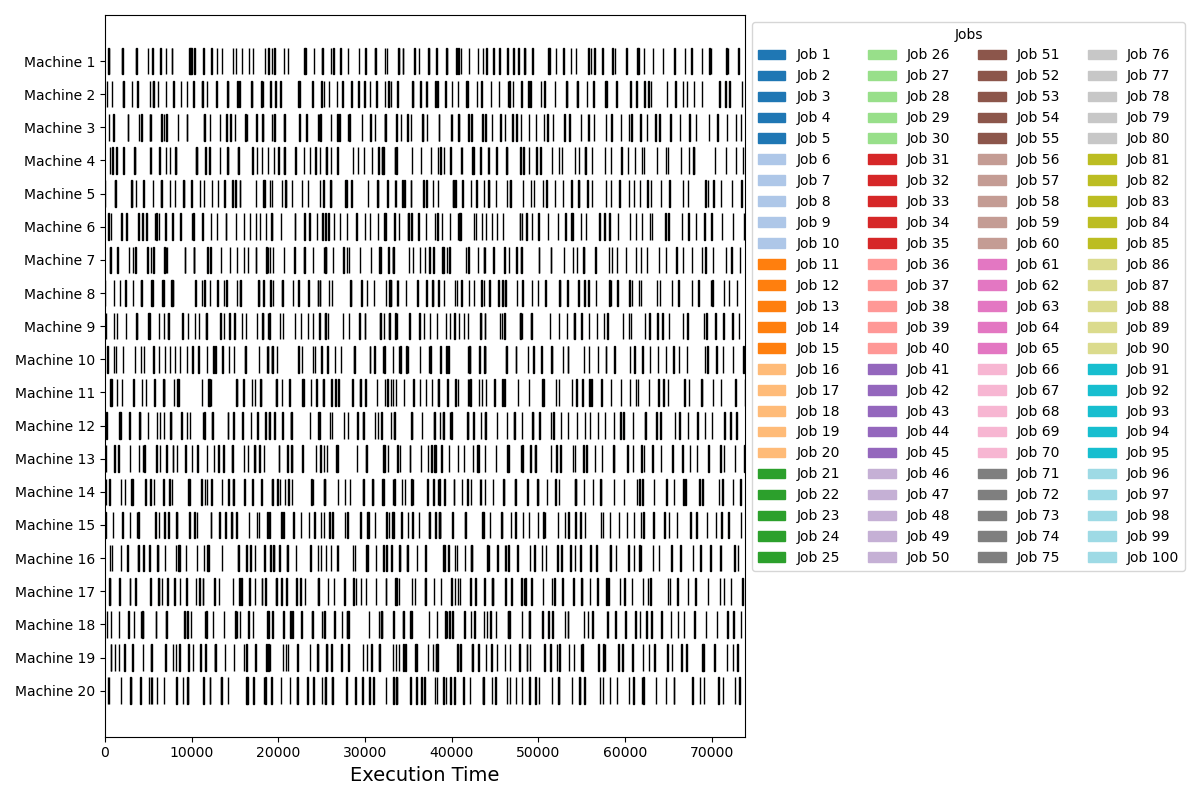 Machine 1
Machine 2
Machine 3
Machine 4
Machine 5
Machine 6
Machine 7
Machine 8
Machine 9
Machine 10
Machine 11
Machine 12
Machine 13
Machine 14
Machine 15
Machine 16
Machine 17
Machine 18
Machine 19
Machine 20
0 10000 20000 30000 40000 50000 60000 70000
Execution Time
Jobs
Job 1
Job 2
Job 3
Job 4
Job 5
Job 6
Job 7
Job 8
Job 9
Job 10
Job 11
Job 12
Job 13
Job 14
Job 15
Job 16
Job 17
Job 18
Job 19
Job 20
Job 21
Job 22
Job 23
Job 24
Job 25
Job 26
Job 27
Job 28
Job 29
Job 30
Job 31
Job 32
Job 33
Job 34
Job 35
Job 36
Job 37
Job 38
Job 39
Job 40
Job 41
Job 42
Job 43
Job 44
Job 45
Job 46
Job 47
Job 48
Job 49
Job 50
Job 51
Job 52
Job 53
Job 54
Job 55
Job 56
Job 57
Job 58
Job 59
Job 60
Job 61
Job 62
Job 63
Job 64
Job 65
Job 66
Job 67
Job 68
Job 69
Job 70
Job 71
Job 72
Job 73
Job 74
Job 75
Job 76
Job 77
Job 78
Job 79
Job 80
Job 81
Job 82
Job 83
Job 84
Job 85
Job 86
Job 87
Job 88
Job 89
Job 90
Job 91
Job 92
Job 93
Job 94
Job 95
Job 96
Job 97
Job 98
Job 99
Job 100